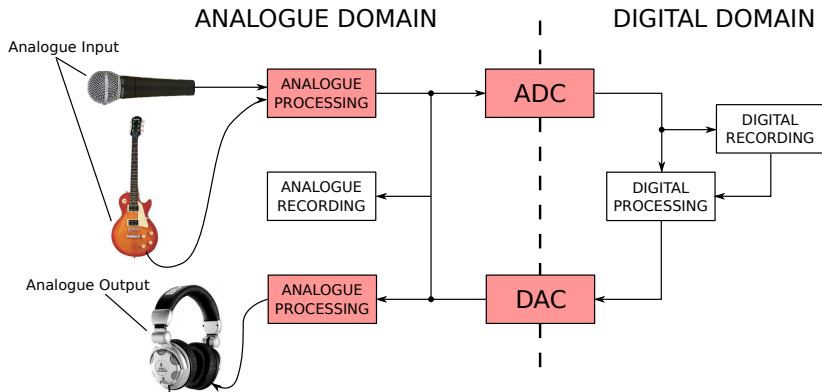 ANALOGUE DOMAIN
DIGITAL DOMAIN
Analogue Input
ANALOGUE
PROCESSING
ADC
DIGITAL
RECORDING
ANALOGUE
RECORDING
DIGITAL
PROCESSING
Analogue Output
ANALOGUE
PROCESSING
DAC